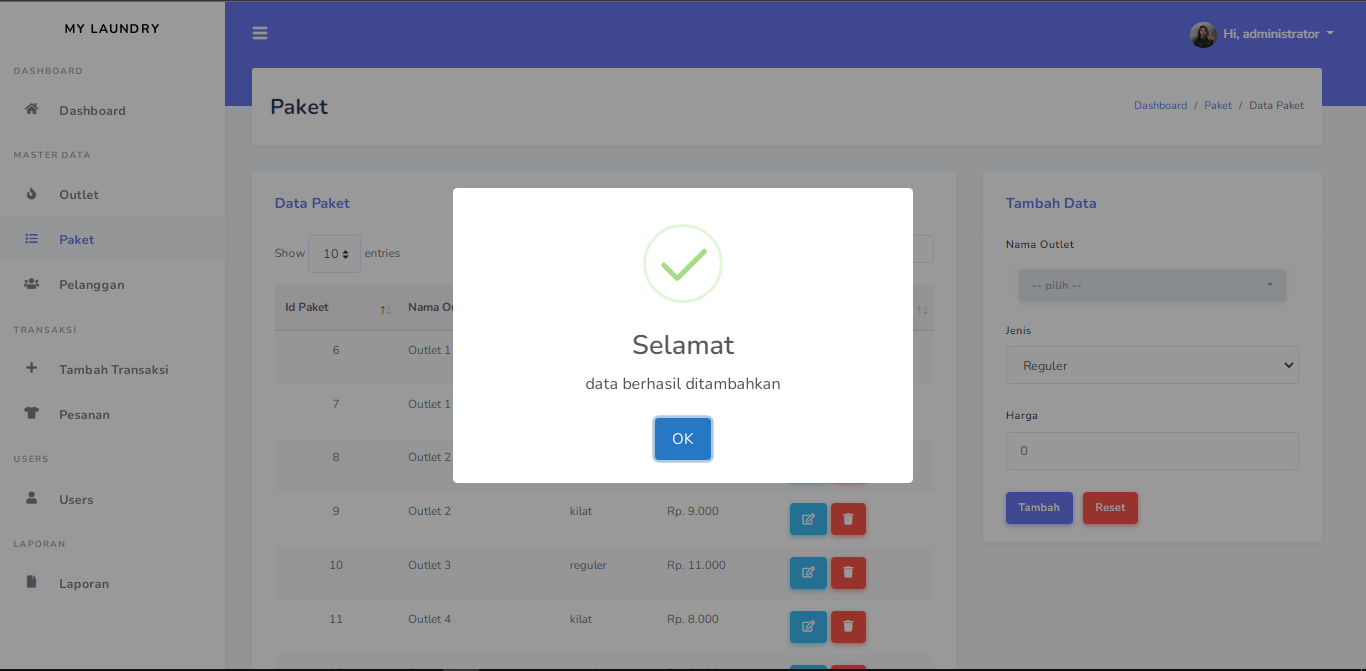 MY LAUNDRY
Hi, administrator
DASHBOARD
Dashboard
MASTER DATA
Outlet
Paket
Pelanggan
TRANSAKSI
Tambah Transaksi
Pesanan
USERS
Users
LAPORAN
Laporan
Paket
Dashboard / Paket / Data Paket
Data Paket
Show 10 entries
Id Paket Nama
6 Outlet 1
7 Outlet 1
8 Outlet 2
9 Outlet 2 kilat Rp. 9.000
10 Outlet 3 reguler Rp. 11.000
11 Outlet 4 kilat Rp. 8.000
Selamat
data berhasil ditambahkan
OK
Tambah Data
Nama Outlet
-- pilih --
Jenis
Reguler
Harga
0
Tambah Reset